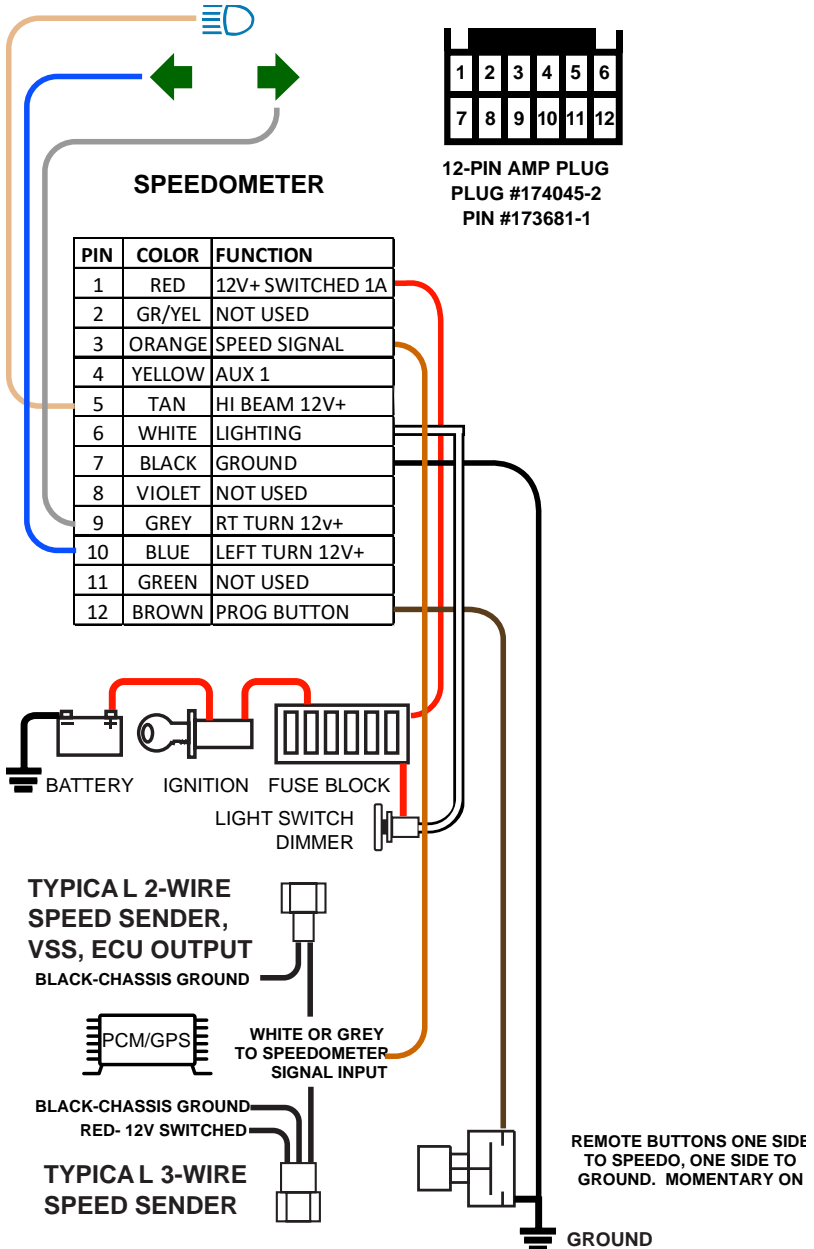 1 2 3 4 5 6
7 8 9 10 11 12
12-PIN AMP PLUG
PLUG #174045-2
PIN #173681-1
SPEEDOMETER
PIN COLOR FUNCTION
1 RED 12V+ SWITCHED 1A
2 GR/YEL NOT USED
3 ORANGE SPEED SIGNAL
4 YELLOW AUX 1
5 TAN HI BEAM 12V+
6 WHITE LIGHTING
7 BLACK GROUND
8 VIOLET NOT USED
9 GREY RT TURN 12v+
10 BLUE LEFT TURN 12V+
11 GREEN NOT USED
12 BROWN PROG BUTTON
- +
BATTERY IGNITION FUSE BLOCK
LIGHT SWITCH
DIMMER
TYPICAL 2-WIRE
SPEED SENDER,
VSS, ECU OUTPUT
BLACK-CHASSIS GROUND
PCM/GPS
WHITE OR GREY
TO SPEEDOMETER
SIGNAL INPUT
BLACK-CHASSIS GROUND
RED- 12V SWITCHED
TYPICAL 3-WIRE
SPEED SENDER
REMOTE BUTTONS ONE SIDE
TO SPEEDO, ONE SIDE TO
GROUND. MOMENTARY ON
GROUND